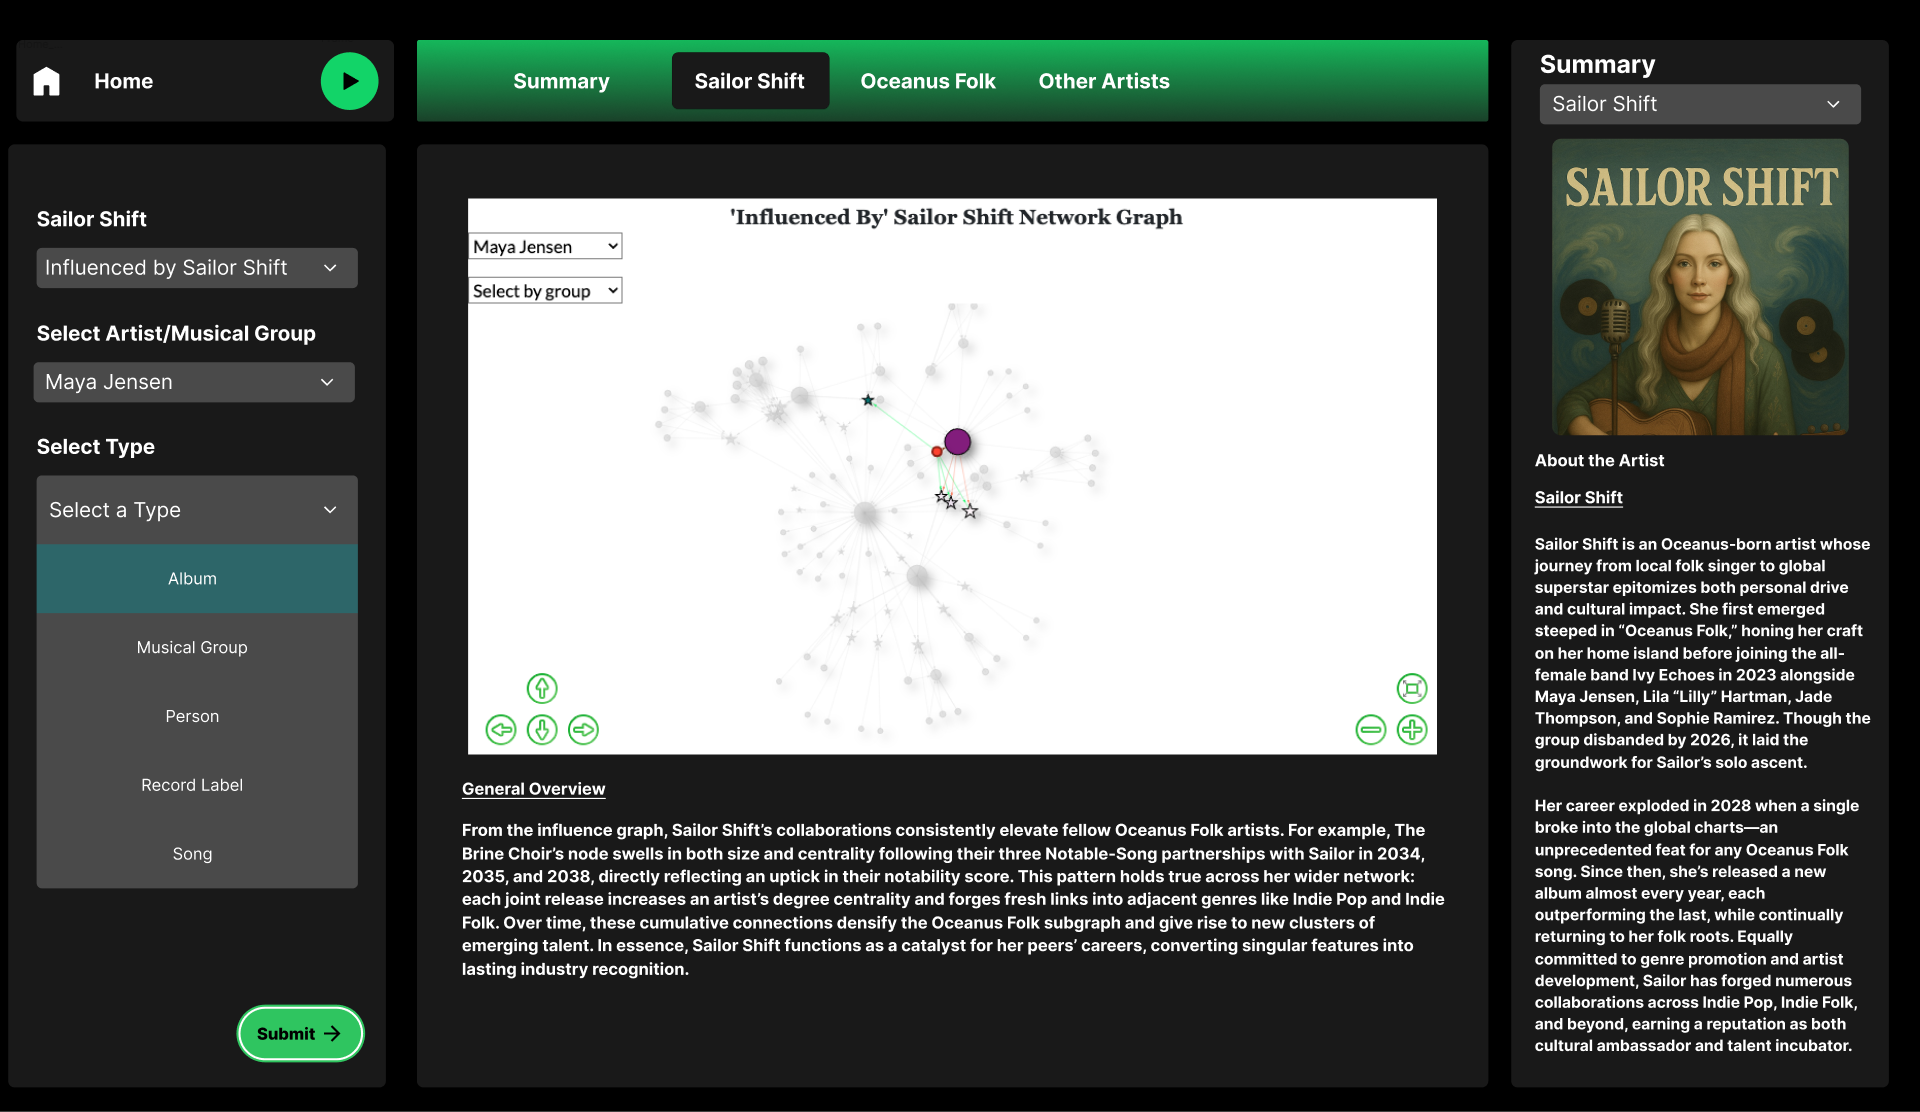 Home
Summary
Sailor Shift
Oceanus Folk
Other Artists
Sailor Shift
Influenced by Sailor Shift
Select Artist/Musical Group
Maya Jensen
Select Type
Select a Type
Album
Musical Group
Person
Record Label
Song
Submit
'Influenced By' Sailor Shift Network Graph
Maya Jensen
Select by group
General Overview
From the influence graph, Sailor Shift’s collaborations consistently elevate fellow Oceanus Folk artists. For example, The
Brine Choir’s node swells in both size and centrality following their three Notable-Song partnerships with Sailor in 2034,
2035, and 2038, directly reflecting an uptick in their notability score. This pattern holds true across her wider network:
each joint release increases an artist’s degree centrality and forges fresh links into adjacent genres like Indie Pop and Indie
Folk. Over time, these cumulative connections densify the Oceanus Folk subgraph and give rise to new clusters of
emerging talent. In essence, Sailor Shift functions as a catalyst for her peers’ careers, converting singular features into
lasting industry recognition.
Summary
Sailor Shift
SAILOR SHIFT
About the Artist
Sailor Shift
Sailor Shift is an Oceanus-born artist whose
journey from local folk singer to global
superstar epitomizes both personal drive
and cultural impact. She first emerged
steeped in “Oceanus Folk,” honing her craft
on her home island before joining the all-
female band Ivy Echoes in 2023 alongside
Maya Jensen, Lila “Lilly” Hartman, Jade
Thompson, and Sophie Ramirez. Though the
group disbanded by 2026, it laid the
groundwork for Sailor’s solo ascent.
Her career exploded in 2028 when a single
broke into the global charts—an
unprecedented feat for any Oceanus Folk
song. Since then, she’s released a new
album almost every year, each
outperforming the last, while continually
returning to her folk roots. Equally
committed to genre promotion and artist
development, Sailor has forged numerous
collaborations across Indie Pop, Indie Folk,
and beyond, earning a reputation as both
cultural ambassador and talent incubator.